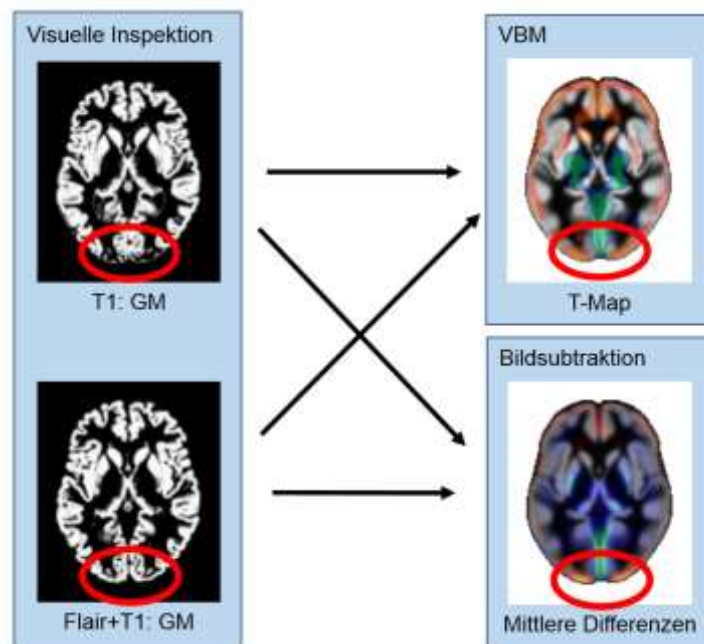 Visuelle Inspektion
T1: GM
Flair+T1: GM
VBM
T-Map
Bildsubtraktion
Mittlere Differenzen